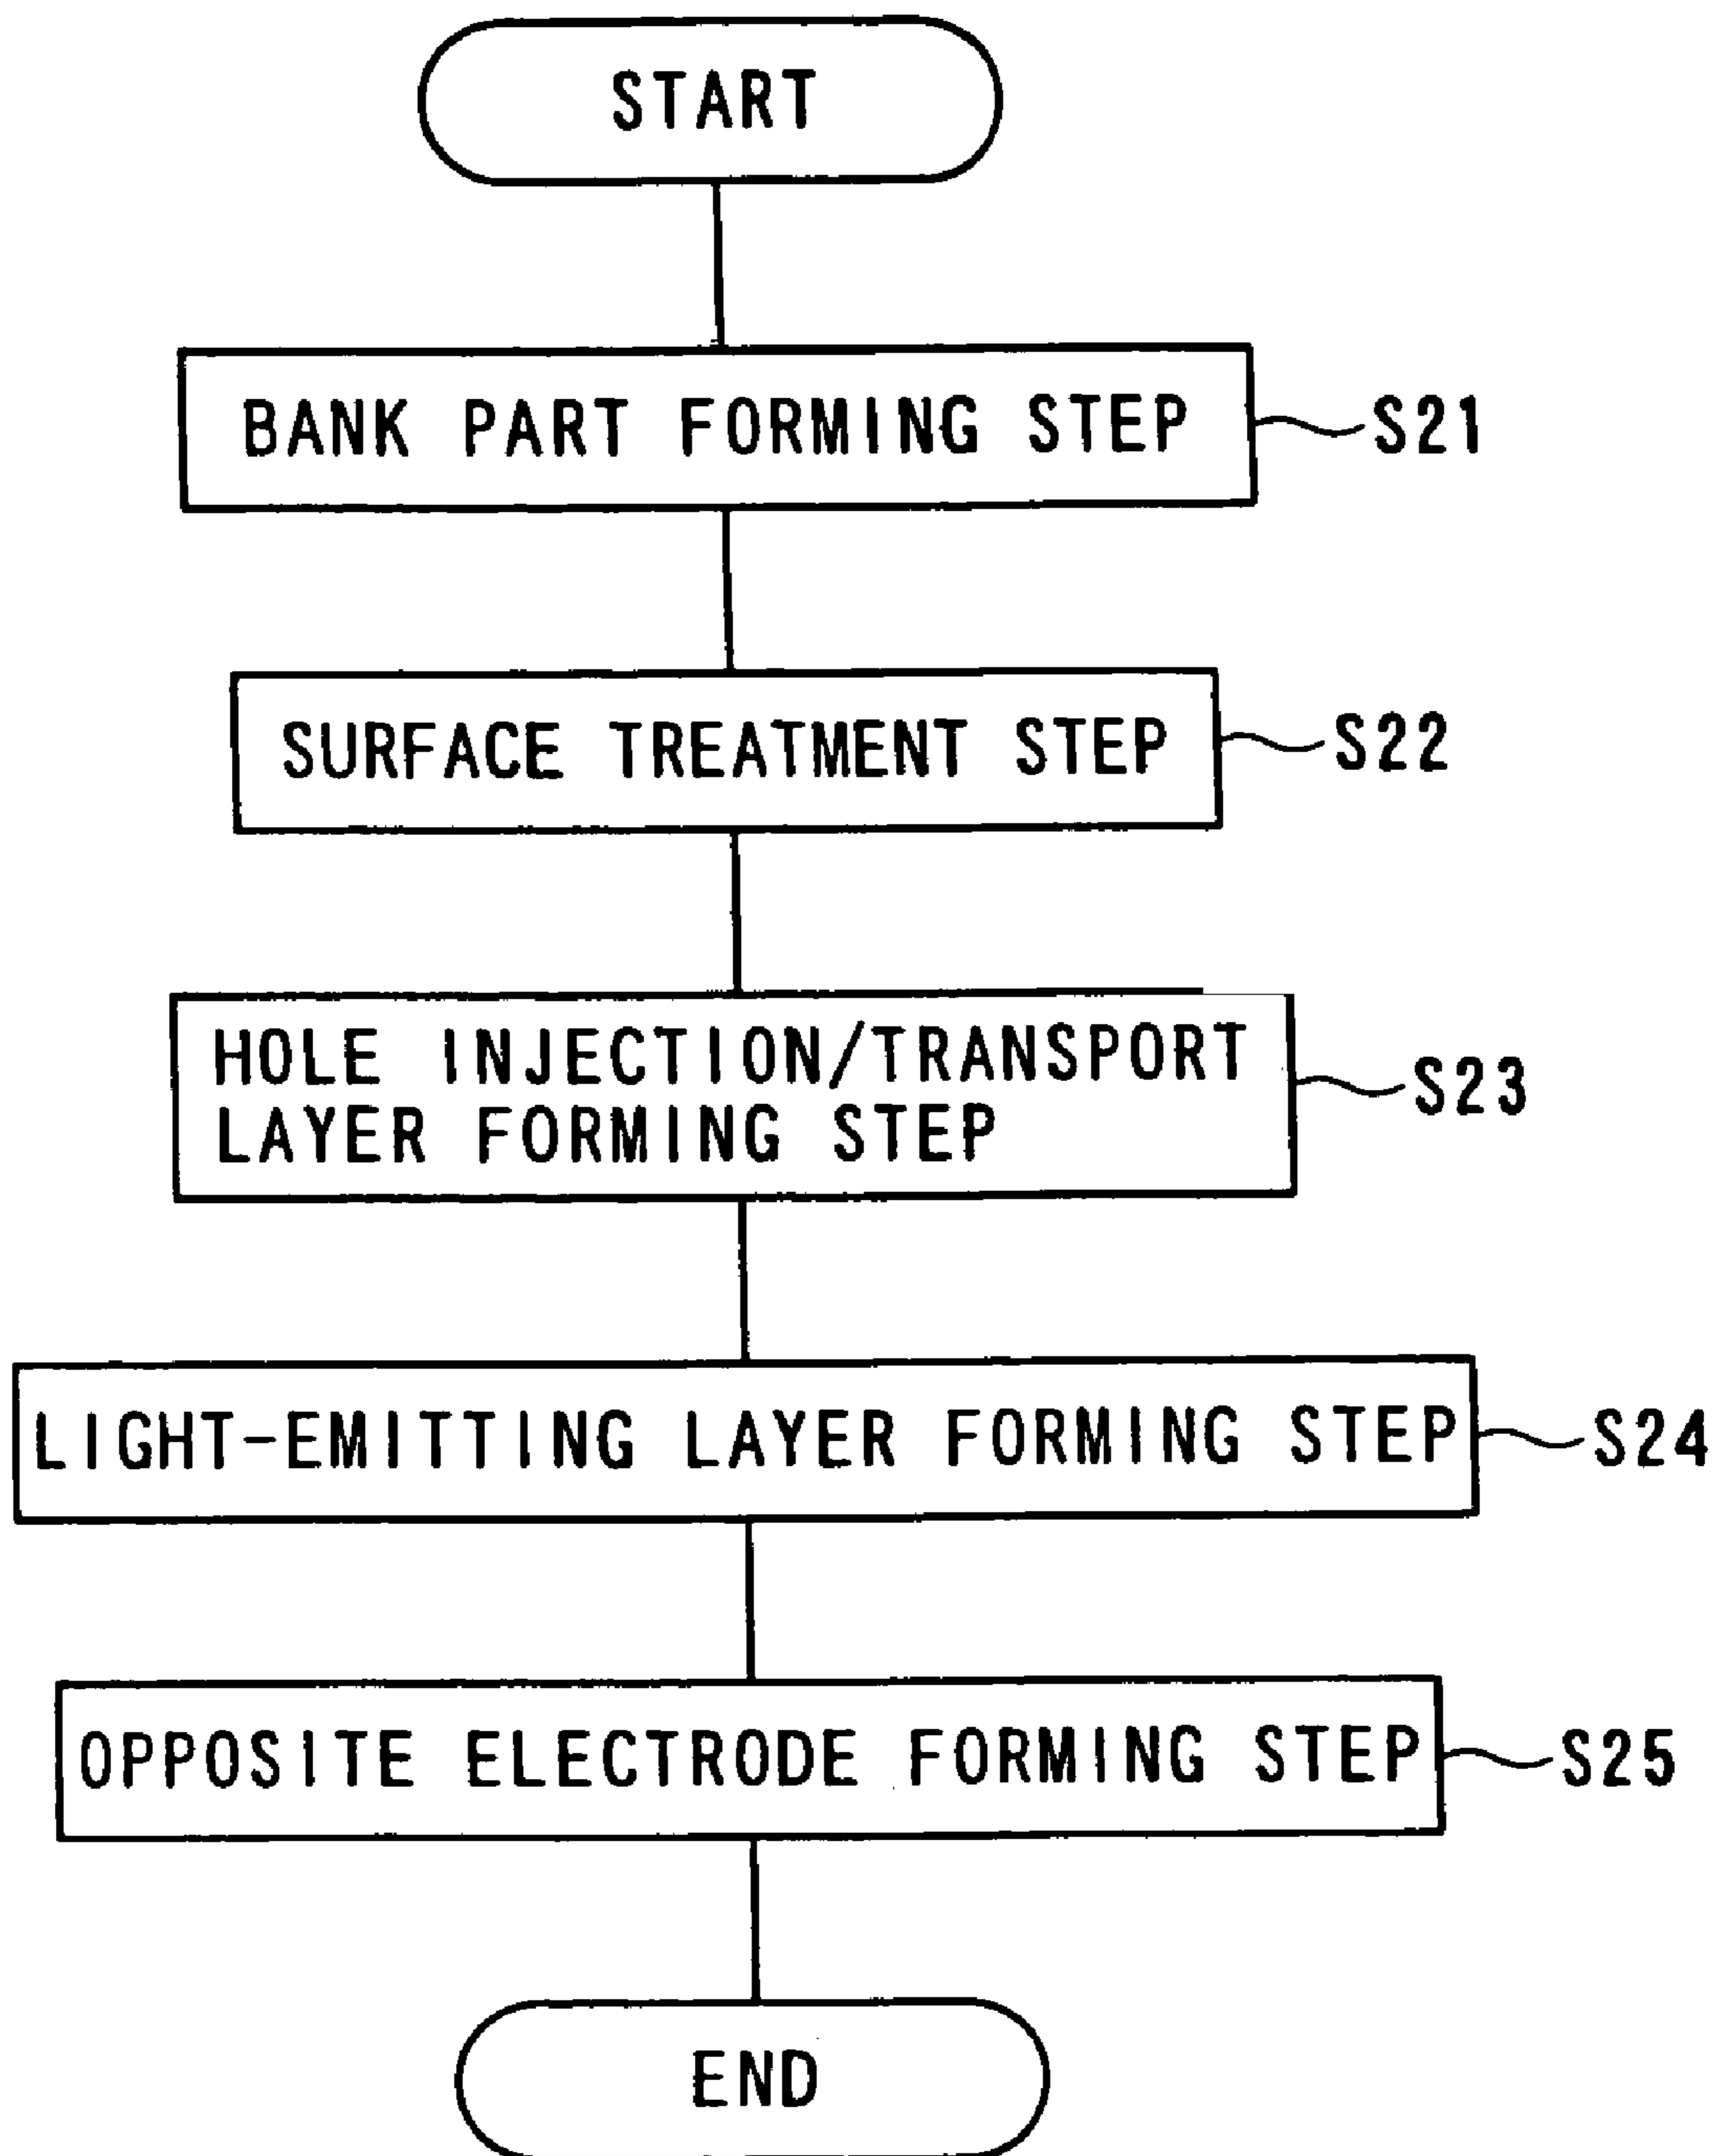 START
BANK PART FORMING STEP
S21
SURFACE TREATMENT STEP
S22
HOLE INJECTION/TRANSPORT
LAYER FORMING STEP
S23
LIGHT-EMITTING LAYER FORMING STEP
S24
OPPOSITE ELECTRODE FORMING STEP
S25
END